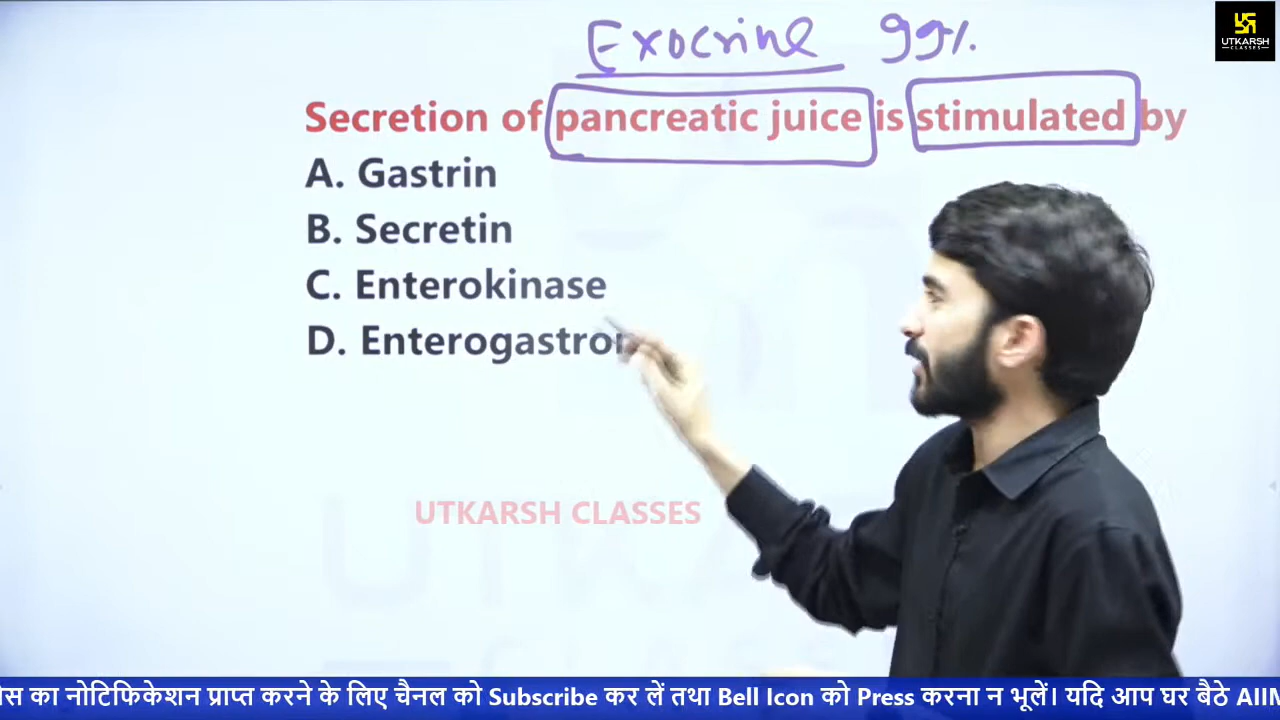 Exocrine 99%
UTKARSH
CLASSES
Secretion of pancreatic juice is stimulated by
A. Gastrin
B. Secretin
C. Enterokinase
D. Enterogastron
UTKARSH CLASSES
का नोटिफिकेशन प्राप्त करने के लिए चैनल को Subscribe कर लें तथा Bell Icon को Press करना न भूलें। यदि आप घर बैठे